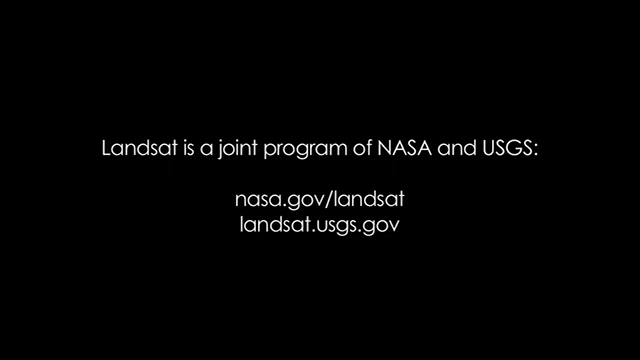 Landsat is a joint program of NASA and USGS:
nasa.gov/landsat
landsat.usgs.gov